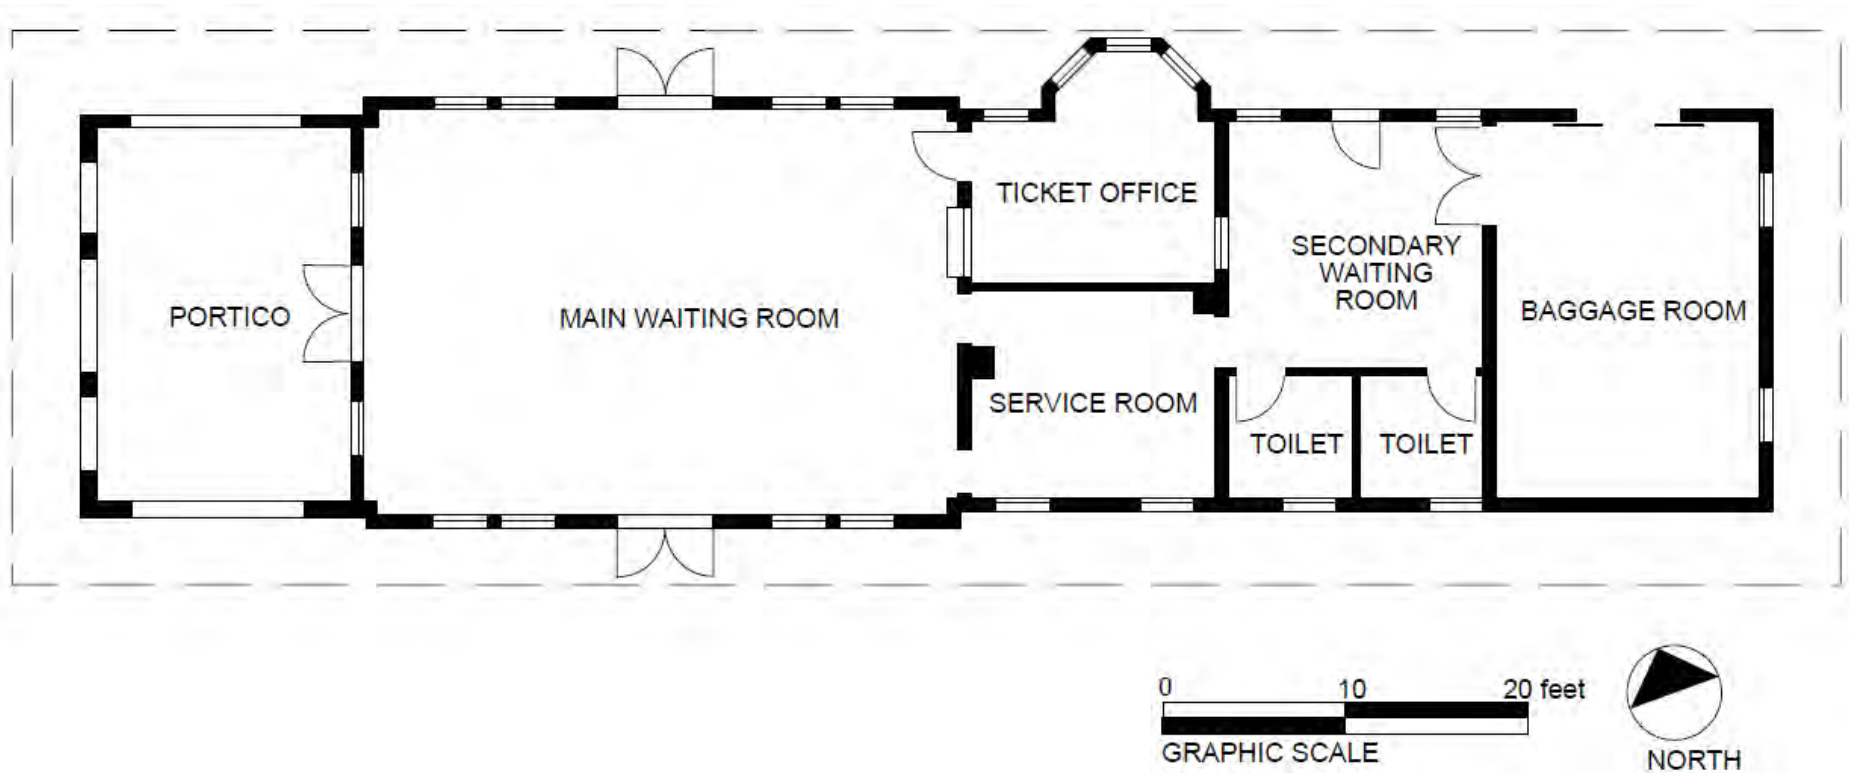 TICKET OFFICE
SECONDARY
WAITING
ROOM
PORTICO
MAIN WAITING ROOM
BAGGAGE ROOM
SERVICE ROOM
TOILET
TOILET
0 10 20 feet
GRAPHIC SCALE
NORTH